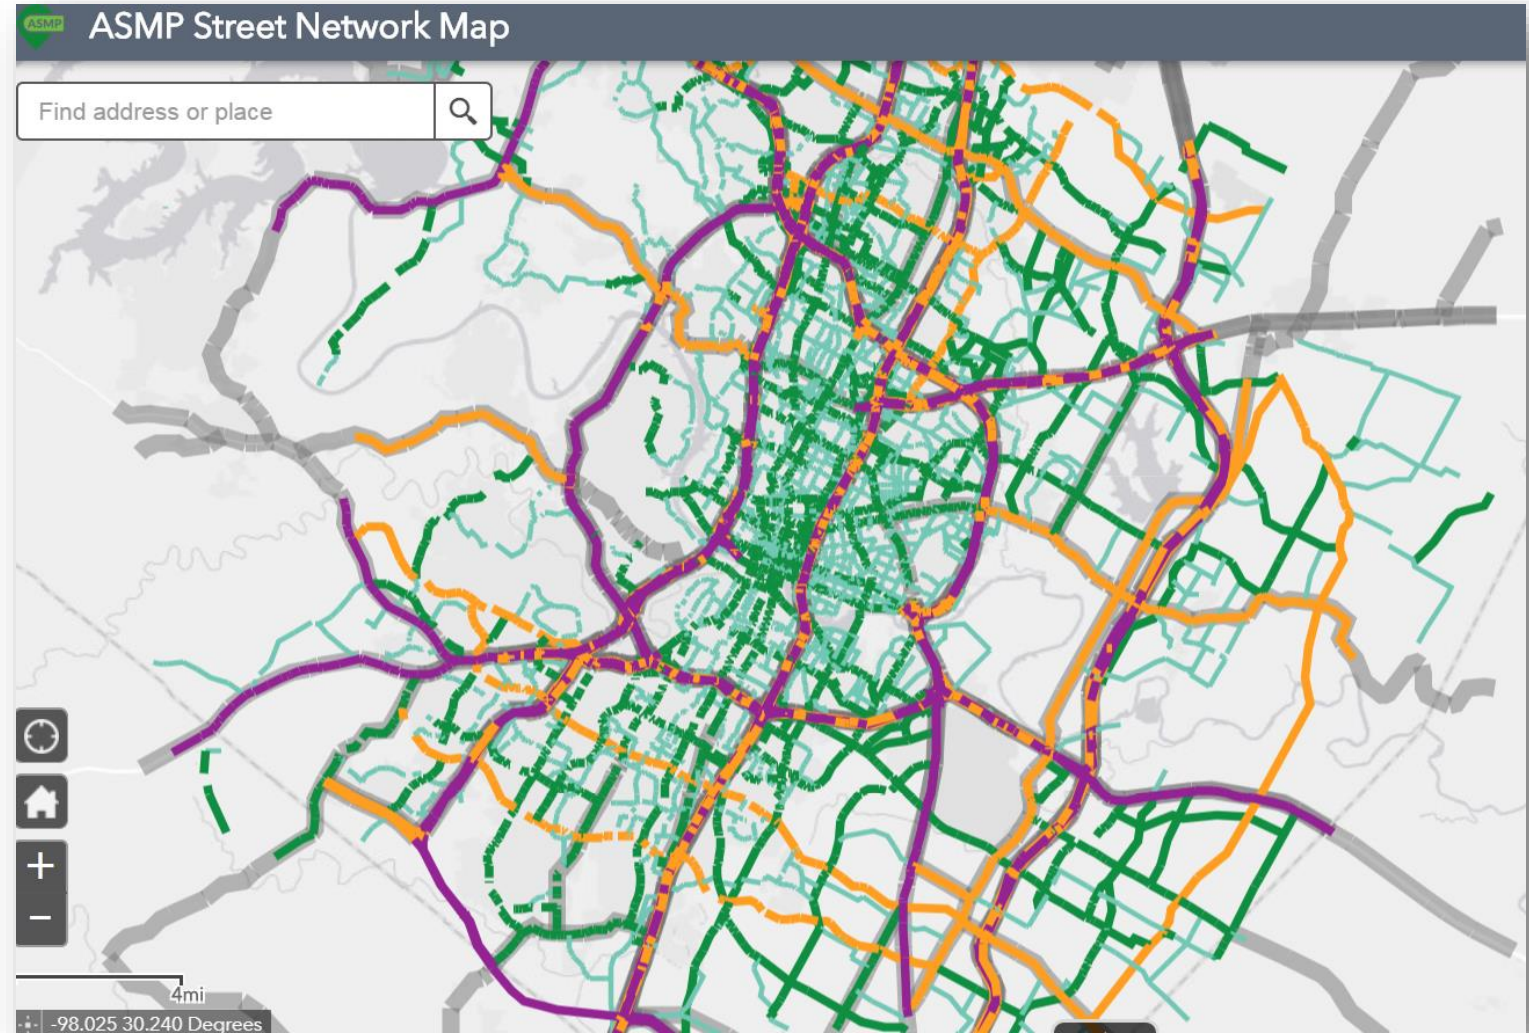 ASMP
ASMP Street Network Map
Find address or place
+
−
4mi
-98.025 30.240 Degrees